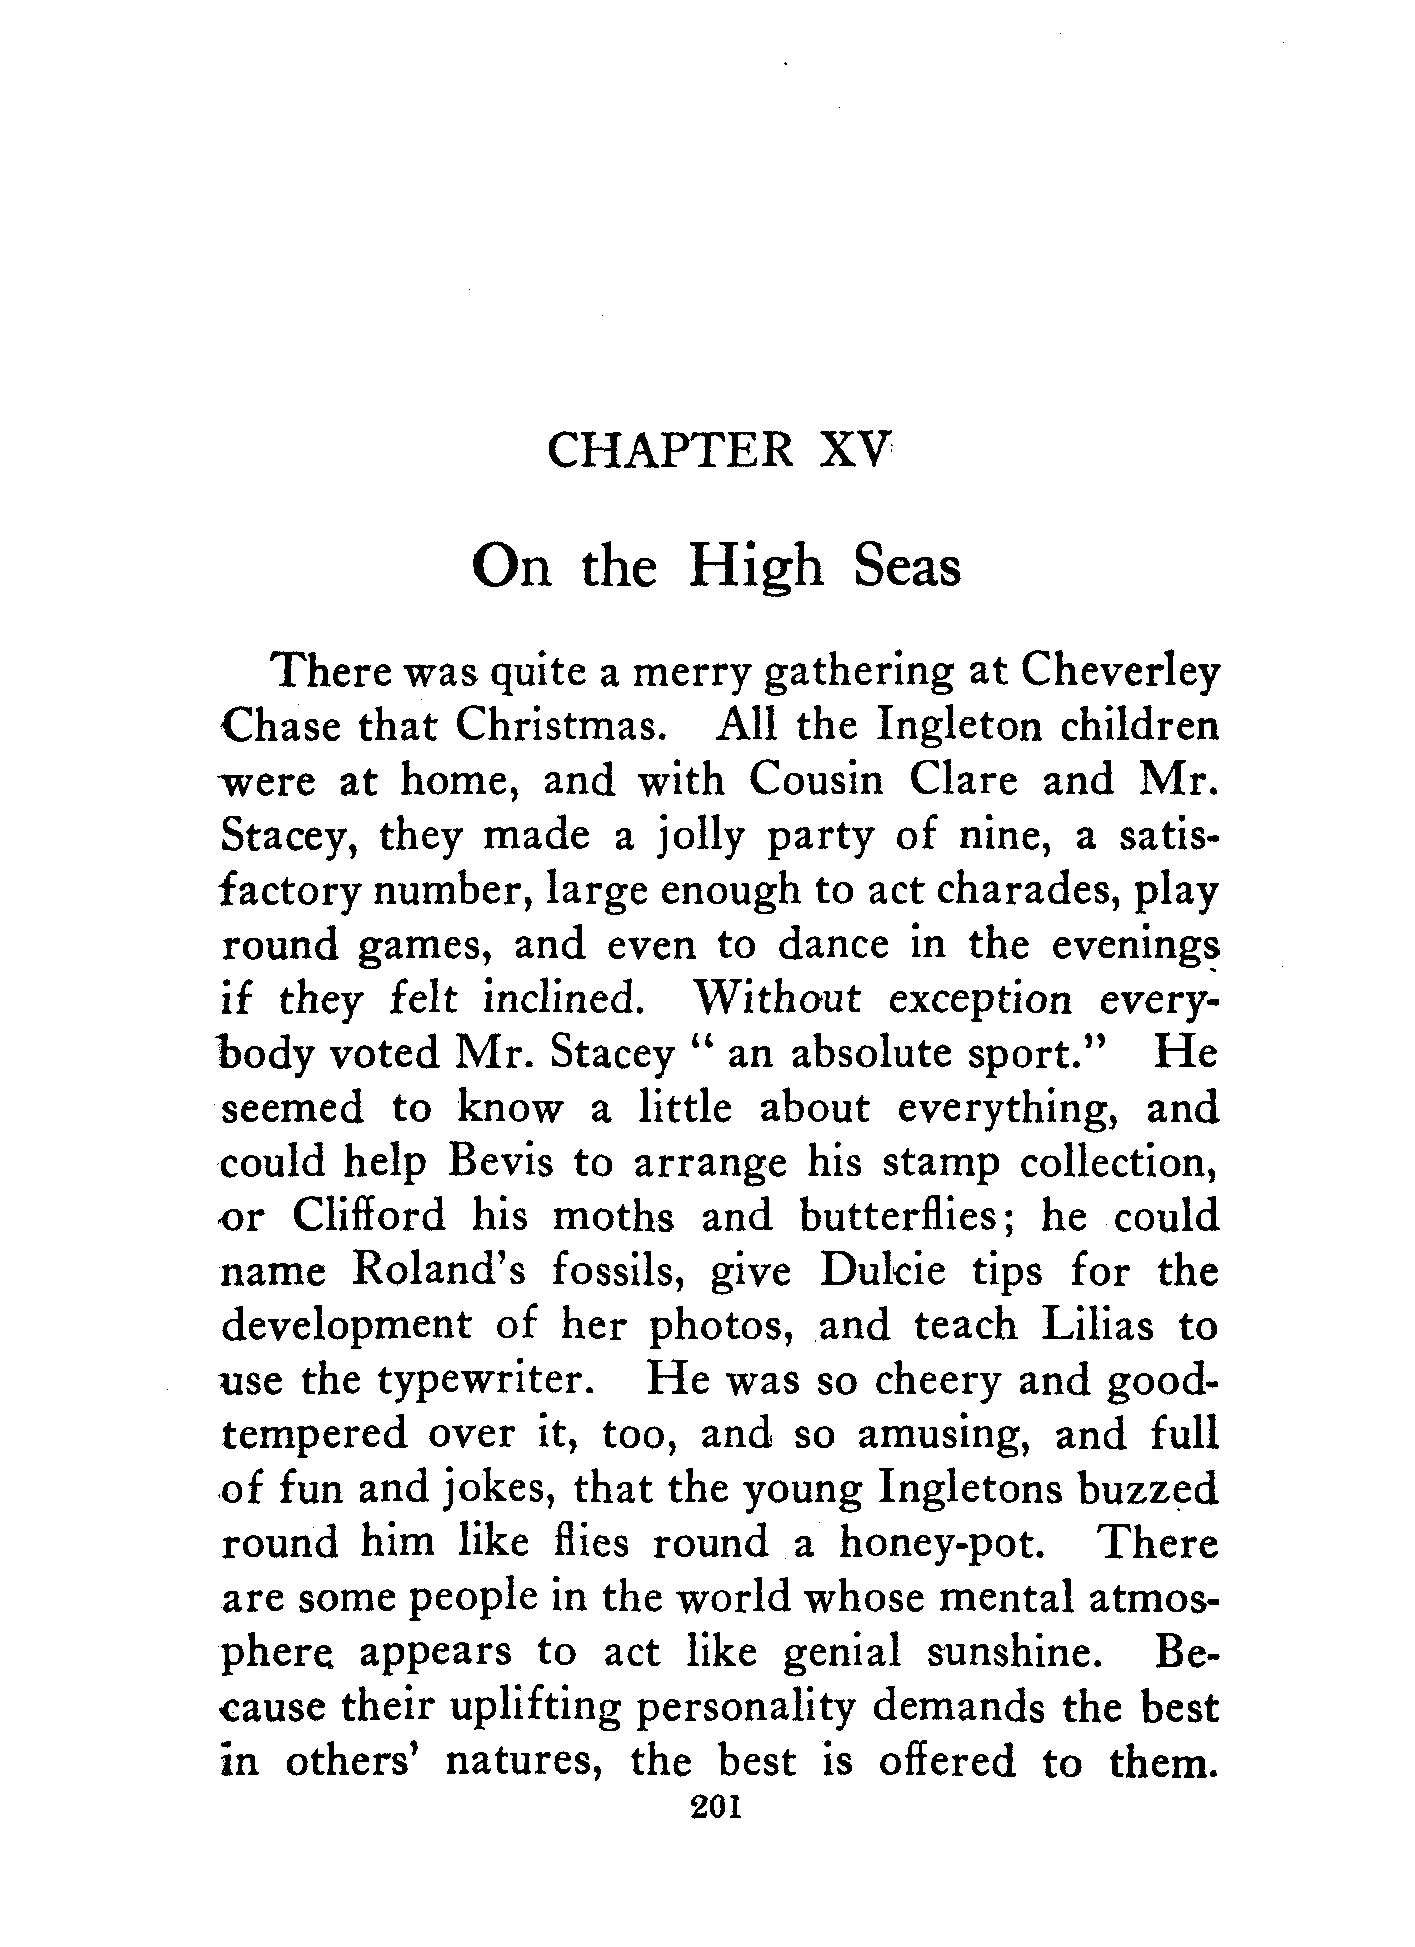 CHAPTER XV
On the High Seas
There was quite a merry gathering at Cheverley
Chase that Christmas. All the Ingleton children
were at home, and with Cousin Clare and Mr.
Stacey, they made a jolly party of nine, a satis-
factory number, large enough to act charades, play
round games, and even to dance in the evenings
if they felt inclined. Without exception every-
body voted Mr. Stacey “ an absolute sport.” He
seemed to know a little about everything, and
could help Bevis to arrange his stamp collection,
or Clifford his moths and butterflies; he could
name Roland's fossils, give Dulcie tips for the
development of her photos, and teach Lilias to
use the typewriter. He was so cheery and good-
tempered over it, too, and so amusing, and full
of fun and jokes, that the young Ingletons buzzed
round him like flies round a honey-pot. There
are some people in the world whose mental atmos-
phere appears to act like genial sunshine. Be-
cause their uplifting personality demands the best
in others' natures, the best is offered to them.
201